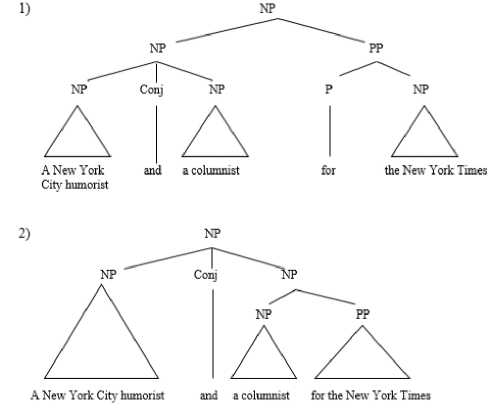 1)
NP
NP PP
NP Conj NP P NP
A New York and a columnist for the New York Times
City humorist
2)
NP
NP Conj NP
NP PP
A New York City humorist and a columnist for the New York Times